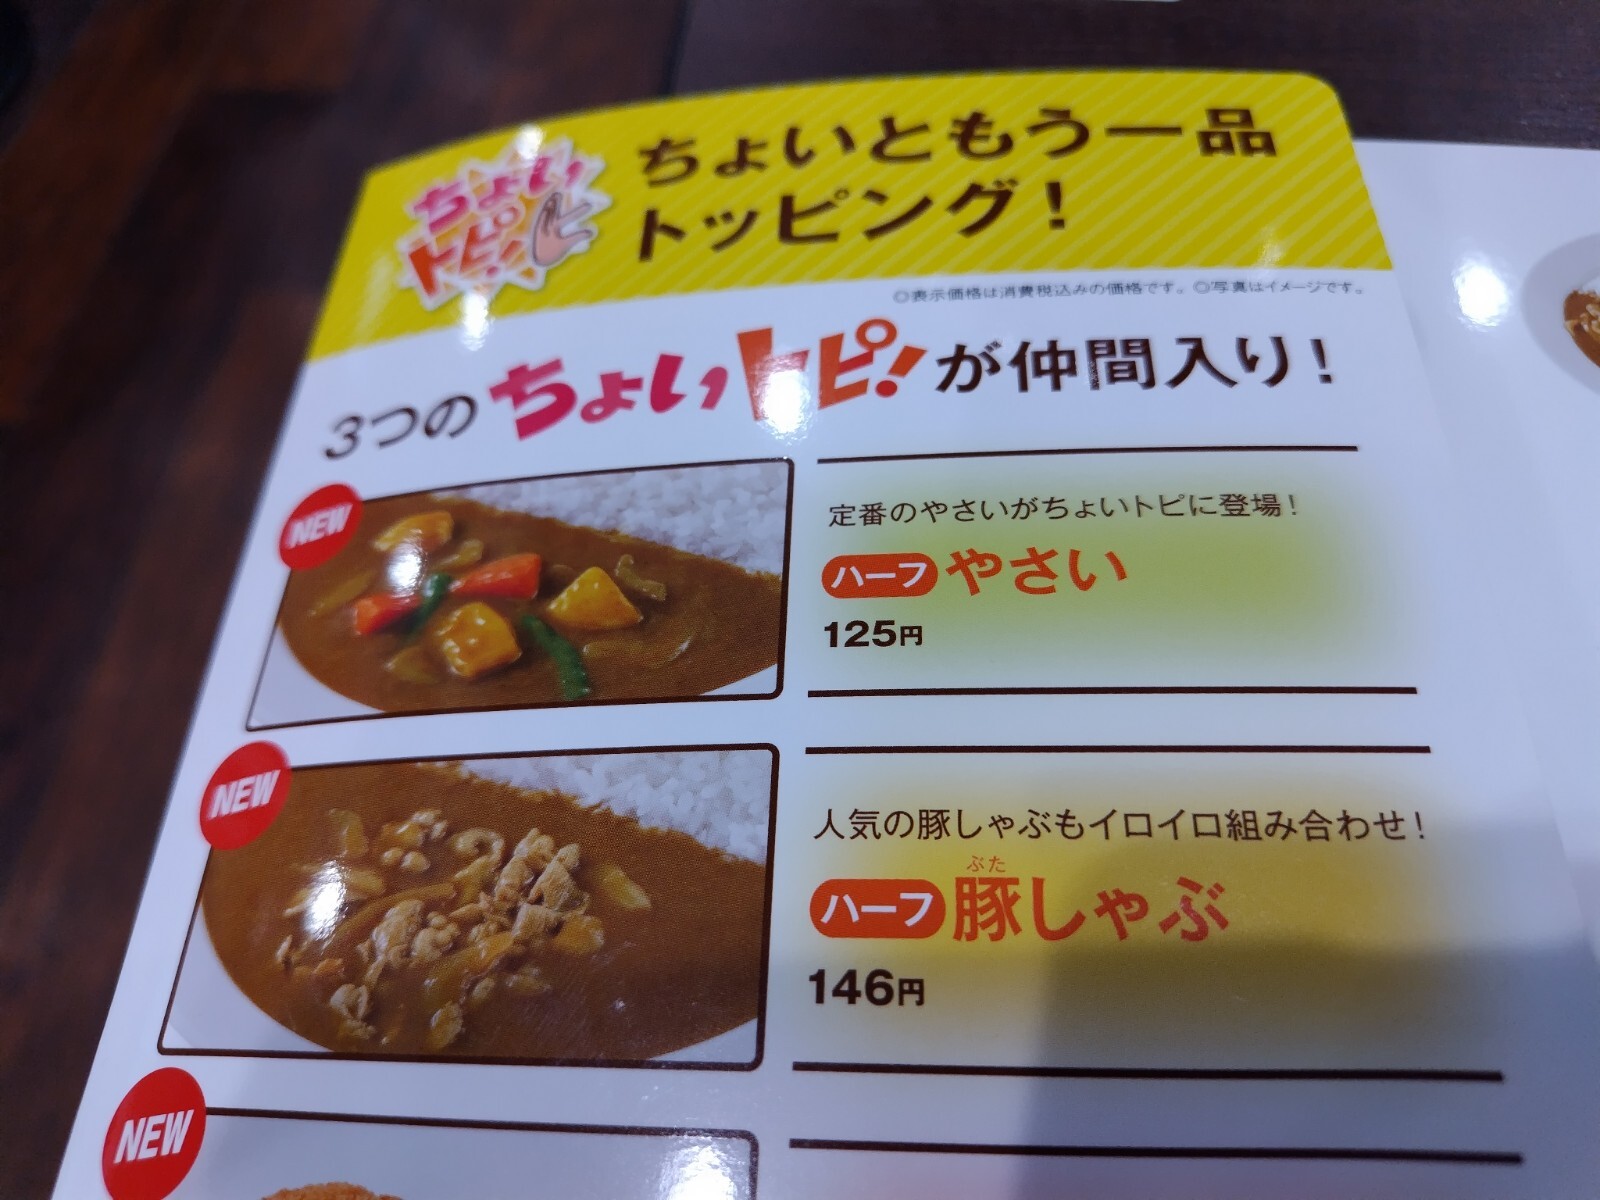 ちょい
トピ!
ちょいともう一品
トッピング!
◎表示価格は消費税込みの価格です。◎写真はイメージです。
3つのちょいトピ!が仲間入り!
NEW
定番のやさいがちょいトピに登場!
ハーフ やさい
125円
NEW
人気の豚しゃぶもイロイロ組み合わせ!
ぶた
ハーフ 豚しゃぶ
146円
NEW